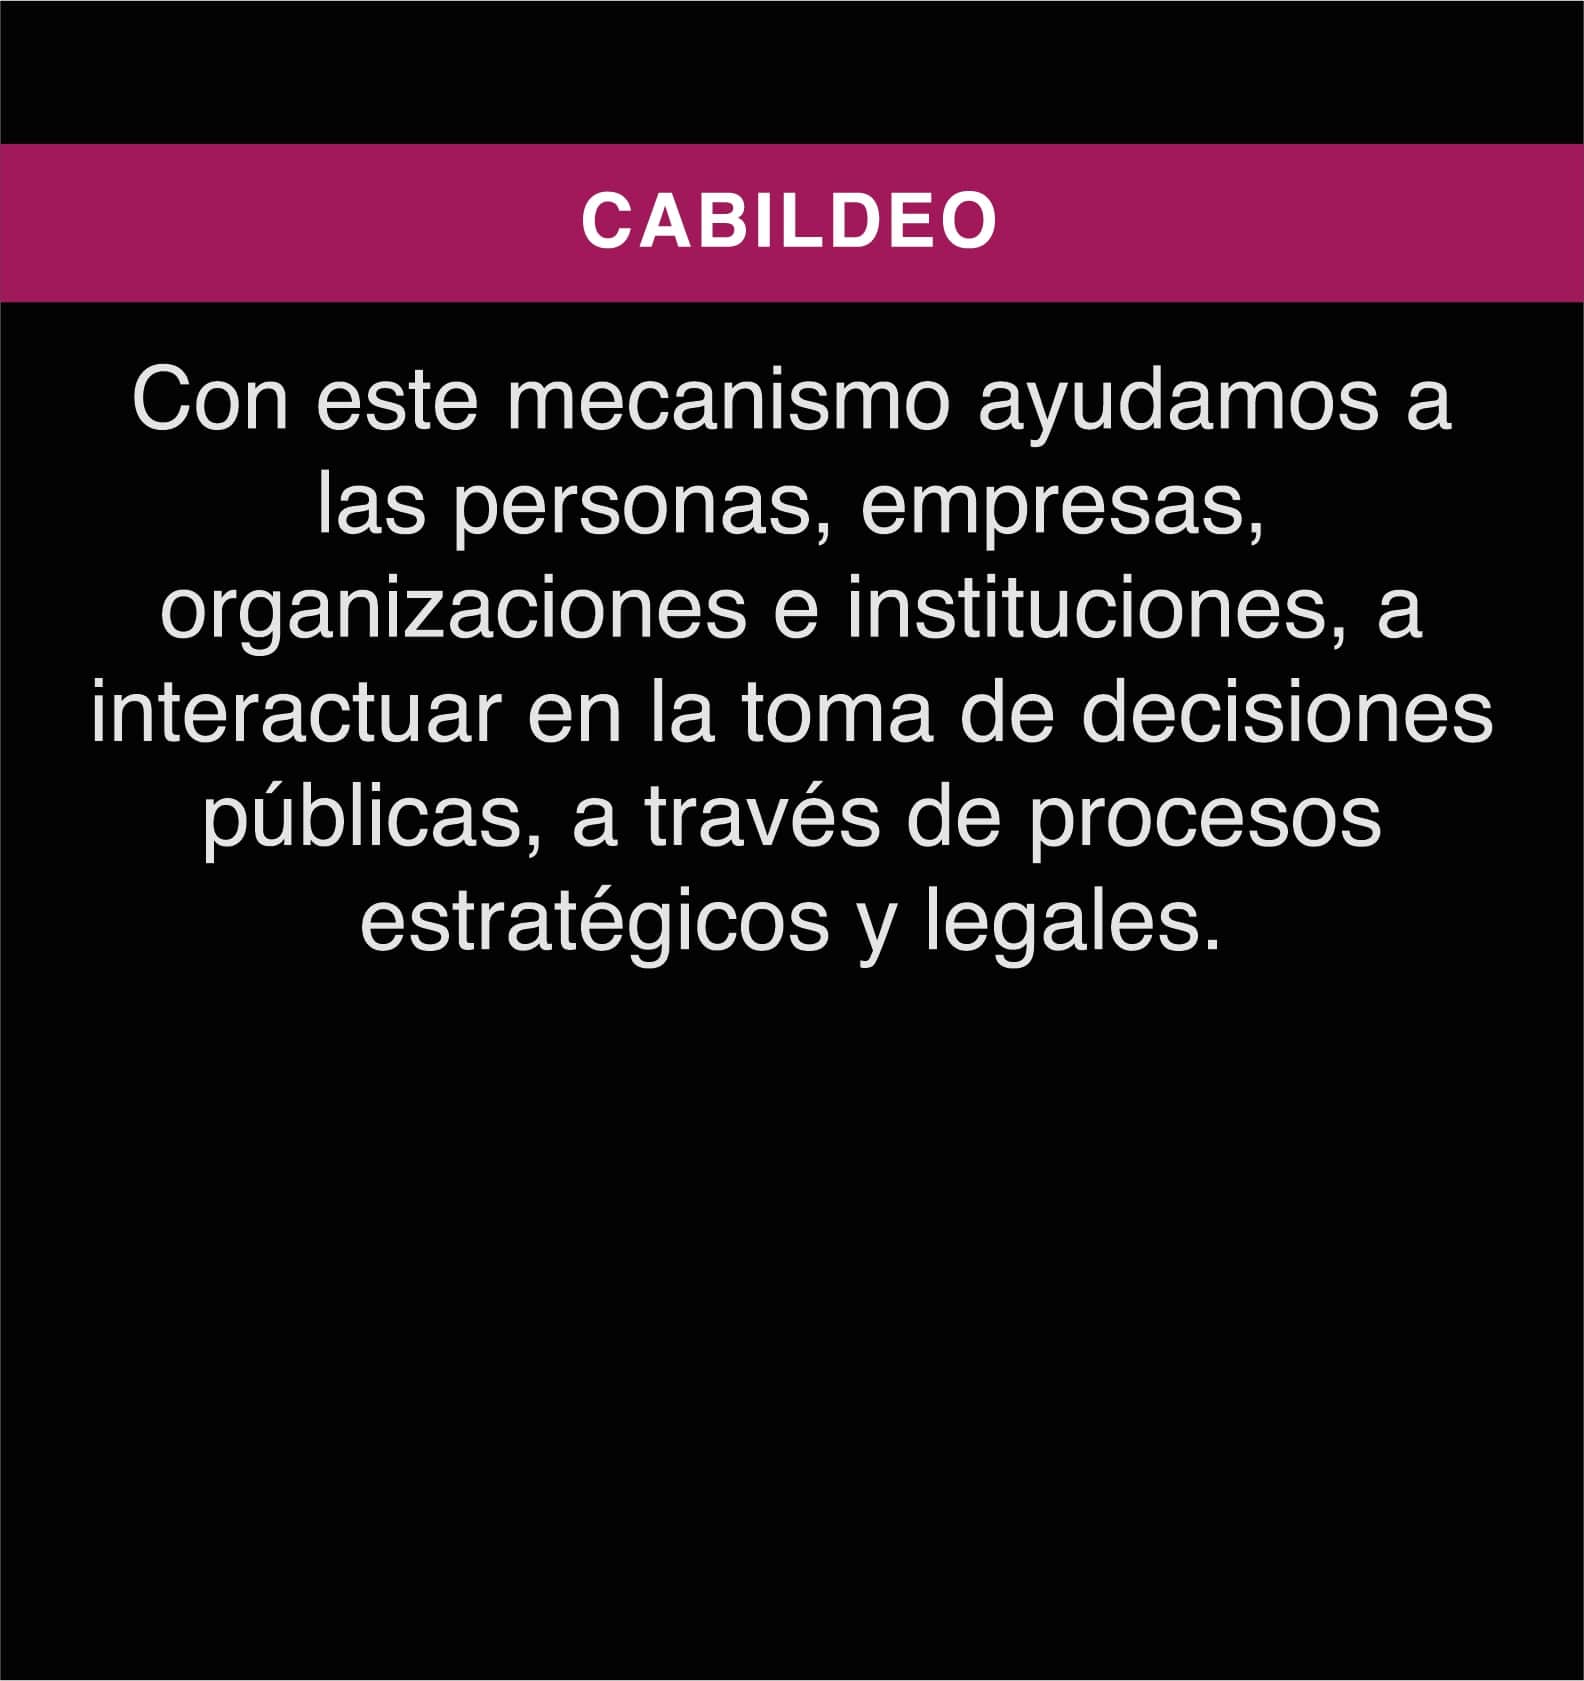 CABILDEO
Con este mecanismo ayudamos a
las personas, empresas,
organizaciones e instituciones, a
interactuar en la toma de decisiones
públicas, a través de procesos
estratégicos y legales.